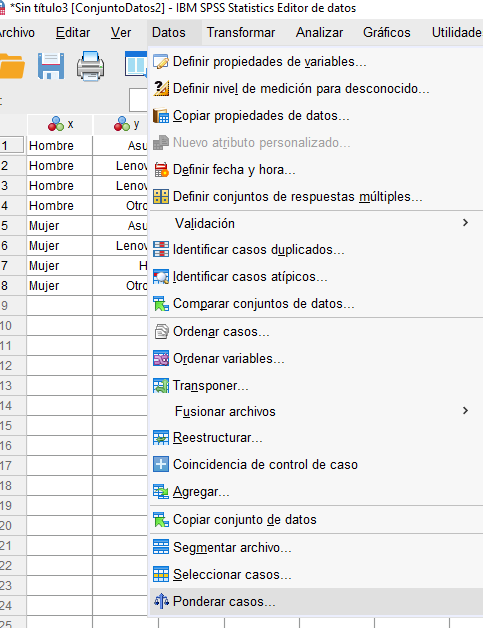 *Sin título3 [ConjuntoDatos2] - IBM SPSS Statistics Editor de datos
rchivo Editar Ver Datos Transformar Analizar Gráficos Utilidade
Definir propiedades de variables...
Definir nivel de medición para desconocido...
Copiar propiedades de datos...
Nuevo atributo personalizado...
Definir fecha y hora...
Definir conjuntos de respuestas múltiples...
Validación
Identificar casos duplicados...
Identificar casos atípicos...
Comparar conjuntos de datos...
Ordenar casos...
Ordenar variables...
Transponer...
Fusionar archivos
Reestructurar...
Coincidencia de control de caso
Agregar...
Copiar conjunto de datos
Segmentar archivo...
Seleccionar casos...
Ponderar casos...
x y
1 Hombre Asu
2 Hombre Lenov
3 Hombre Lenov
4 Hombre Otro
5 Mujer Asu
6 Mujer Lenov
7 Mujer H
8 Mujer Otro
9
10
11
12
13
14
15
16
17
18
19
20
21
22
23
24
25